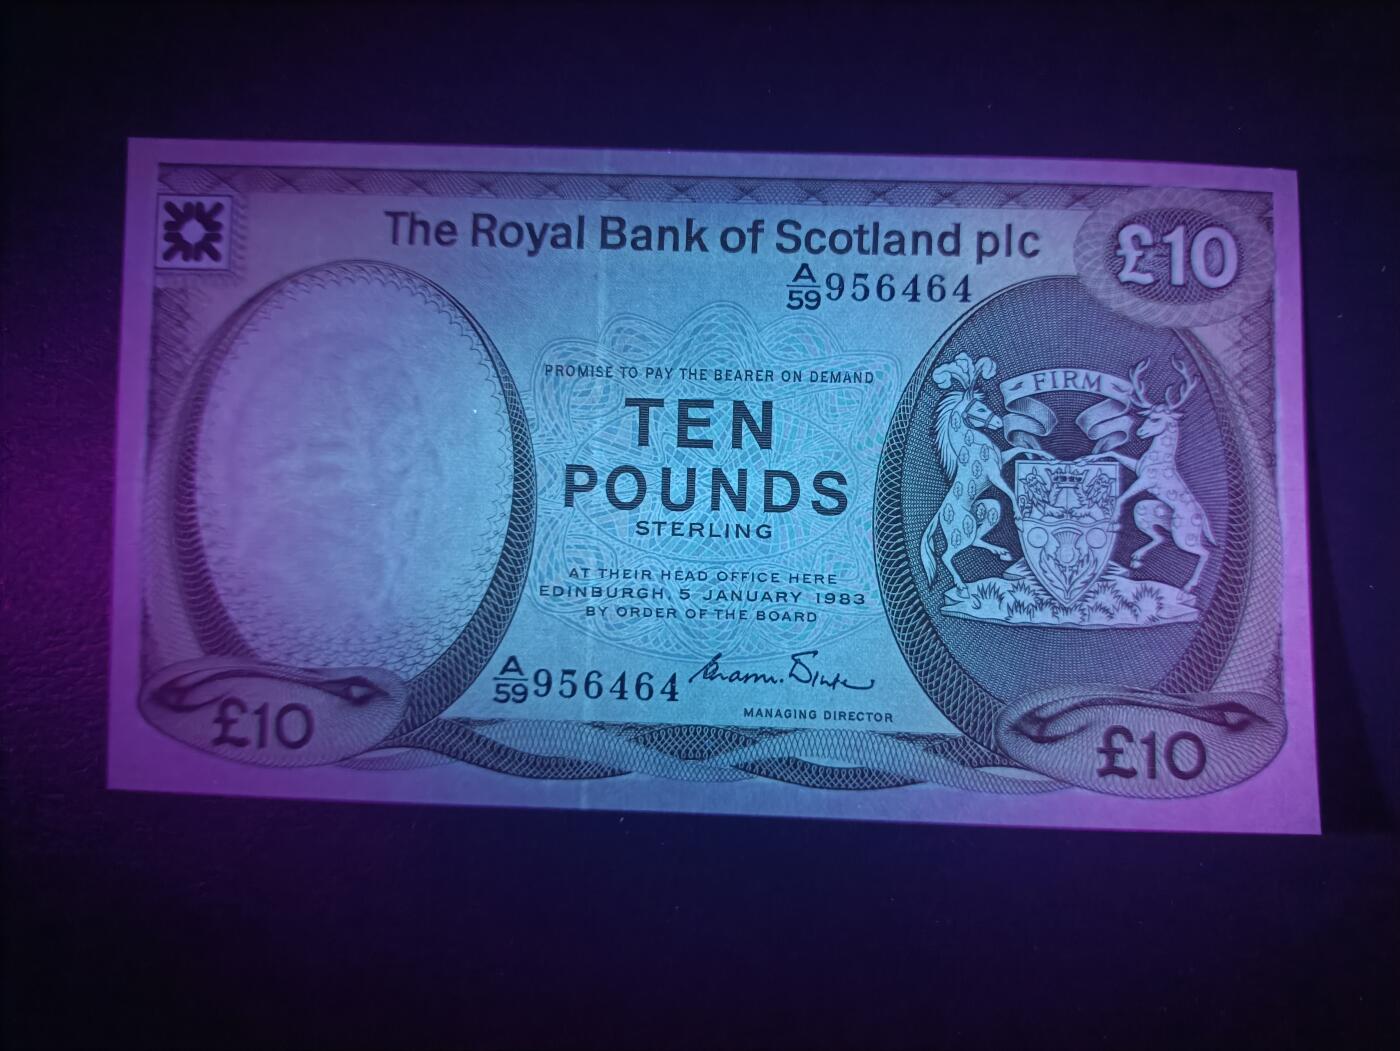 The Royal Bank of Scotland plc
£10
A/59 956464
FIRM
PROMISE TO PAY THE BEARER ON DEMAND
TEN
POUNDS
STERLING
AT THEIR HEAD OFFICE HERE
EDINBURGH, 5 JANUARY 1983
BY ORDER OF THE BOARD
A/59 956464
MANAGING DIRECTOR
£10
£10